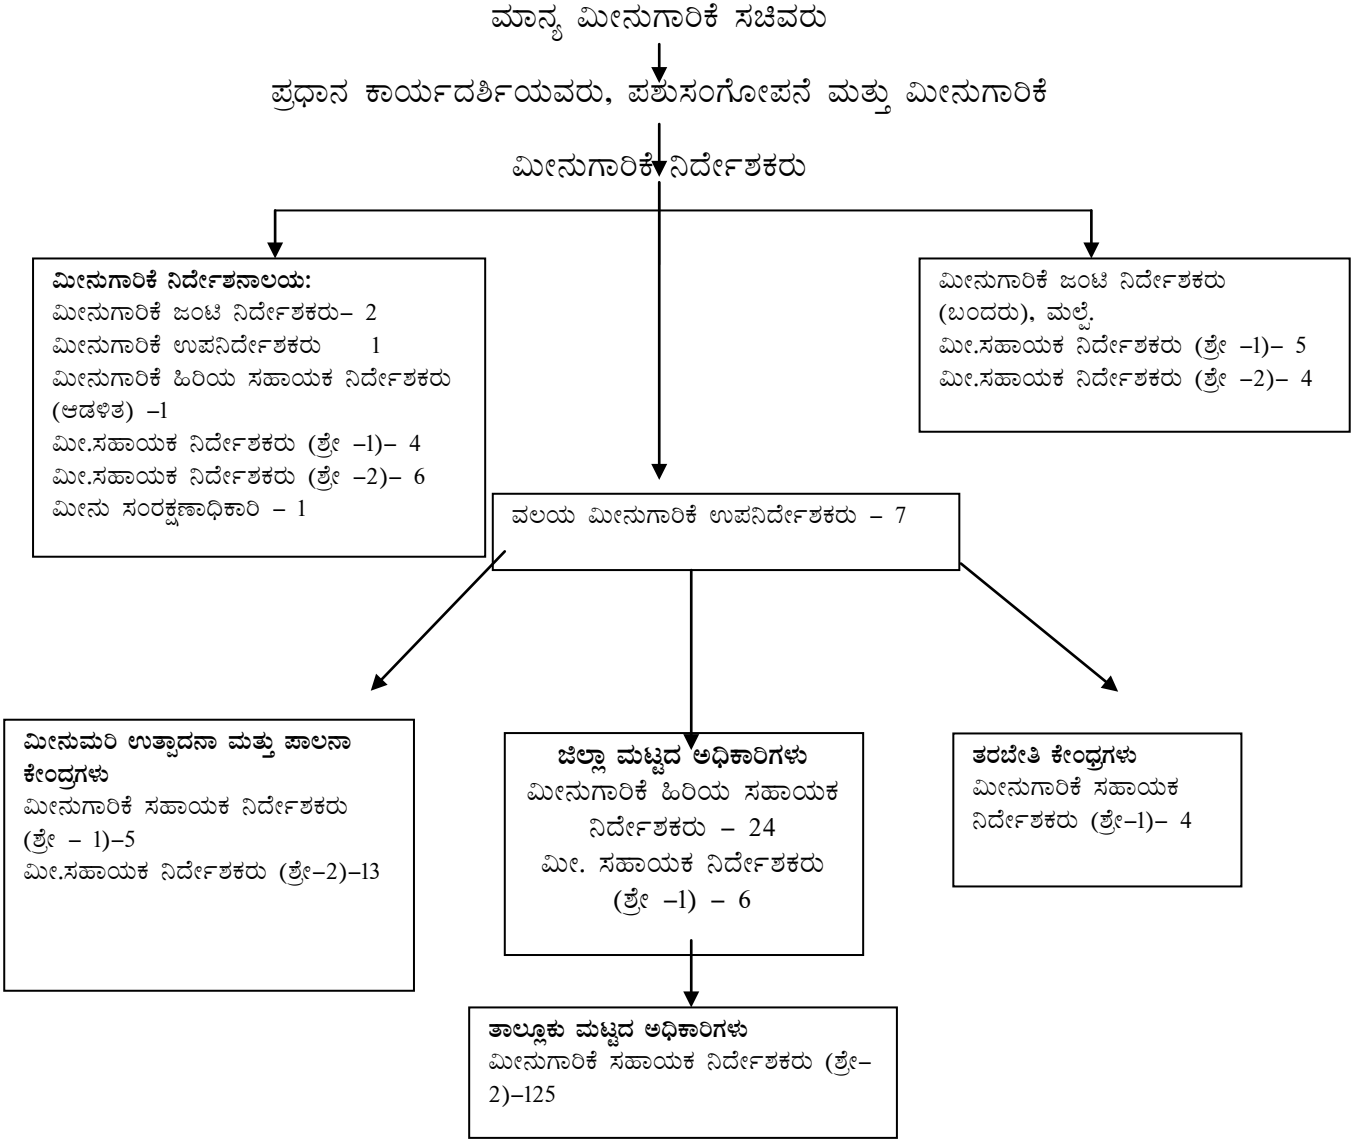 ಮಾನ್ಯ ಮೀನುಗಾರಿಕೆ ಸಚಿವರು
ಪ್ರಧಾನ ಕಾರ್ಯದರ್ಶಿಯವರು, ಪಶುಸಂಗೋಪನೆ ಮತ್ತು ಮೀನುಗಾರಿಕೆ
ಮೀನುಗಾರಿಕೆ ನಿರ್ದೇಶಕರು
ಮೀನುಗಾರಿಕೆ ನಿರ್ದೇಶನಾಲಯ:
ಮೀನುಗಾರಿಕೆ ಜಂಟಿ ನಿರ್ದೇಶಕರು– 2
ಮೀನುಗಾರಿಕೆ ಉಪನಿರ್ದೇಶಕರು 1
ಮೀನುಗಾರಿಕೆ ಹಿರಿಯ ಸಹಾಯಕ ನಿರ್ದೇಶಕರು
(ಆಡಳಿತ) –1
ಮೀ.ಸಹಾಯಕ ನಿರ್ದೇಶಕರು (ಶ್ರೇ –1)– 4
ಮೀ.ಸಹಾಯಕ ನಿರ್ದೇಶಕರು (ಶ್ರೇ –2)– 6
ಮೀನು ಸಂರಕ್ಷಣಾಧಿಕಾರಿ – 1
ಮೀನುಗಾರಿಕೆ ಜಂಟಿ ನಿರ್ದೇಶಕರು
(ಬಂದರು), ಮಲ್ಪೆ.
ಮೀ.ಸಹಾಯಕ ನಿರ್ದೇಶಕರು (ಶ್ರೇ –1)– 5
ಮೀ.ಸಹಾಯಕ ನಿರ್ದೇಶಕರು (ಶ್ರೇ –2)– 4
ವಲಯ ಮೀನುಗಾರಿಕೆ ಉಪನಿರ್ದೇಶಕರು – 7
ಮೀನುಮರಿ ಉತ್ಪಾದನಾ ಮತ್ತು ಪಾಲನಾ
ಕೇಂದ್ರಗಳು
ಮೀನುಗಾರಿಕೆ ಸಹಾಯಕ ನಿರ್ದೇಶಕರು
(ಶ್ರೇ – 1)–5
ಮೀ.ಸಹಾಯಕ ನಿರ್ದೇಶಕರು (ಶ್ರೇ–2)–13
ಜಿಲ್ಲಾ ಮಟ್ಟದ ಅಧಿಕಾರಿಗಳು
ಮೀನುಗಾರಿಕೆ ಹಿರಿಯ ಸಹಾಯಕ
ನಿರ್ದೇಶಕರು – 24
ಮೀ. ಸಹಾಯಕ ನಿರ್ದೇಶಕರು
(ಶ್ರೇ –1) – 6
ತರಬೇತಿ ಕೇಂಧ್ರಗಳು
ಮೀನುಗಾರಿಕೆ ಸಹಾಯಕ
ನಿರ್ದೇಶಕರು (ಶ್ರೇ–1)– 4
ತಾಲ್ಲೂಕು ಮಟ್ಟದ ಅಧಿಕಾರಿಗಳು
ಮೀನುಗಾರಿಕೆ ಸಹಾಯಕ ನಿರ್ದೇಶಕರು (ಶ್ರೇ–
2)–125